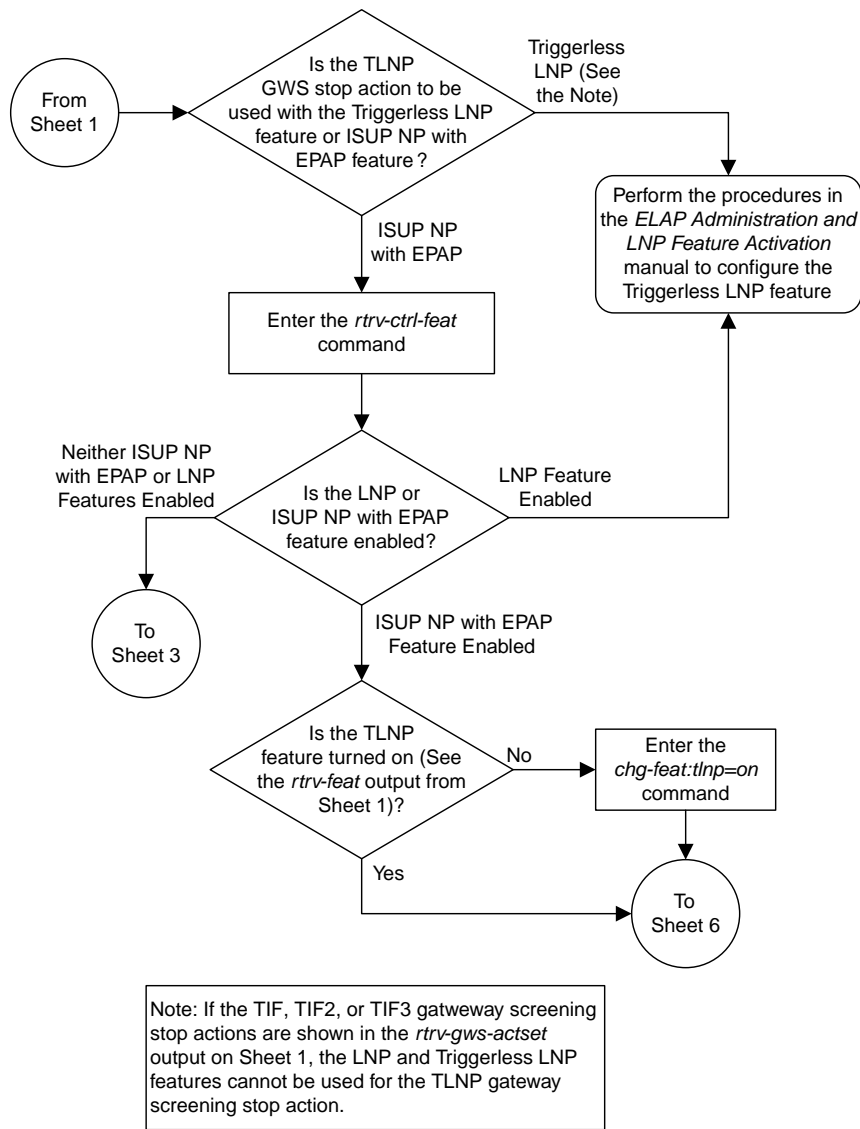 From
Sheet 1
Is the TLNP
GWS stop action to be
used with the Triggerless LNP
feature or ISUP NP with
EPAP feature ?
Triggerless
LNP (See
the Note)
Perform the procedures in
the ELAP Administration and
LNP Feature Activation
manual to configure the
Triggerless LNP feature
ISUP NP
with EPAP
Enter the rtrv-ctrl-feat
command
Neither ISUP NP
with EPAP or LNP
Features Enabled
Is the LNP or
ISUP NP with EPAP
feature enabled?
LNP Feature
Enabled
To
Sheet 3
ISUP NP with EPAP
Feature Enabled
Is the TLNP
feature turned on (See
the rtrv-feat output from
Sheet 1)?
No
Enter the
chg-feat:tlnp=on
command
Yes
To
Sheet 6
Note: If the TIF, TIF2, or TIF3 gatweway screening
stop actions are shown in the rtrv-gws-actset
output on Sheet 1, the LNP and Triggerless LNP
features cannot be used for the TLNP gateway
screening stop action.